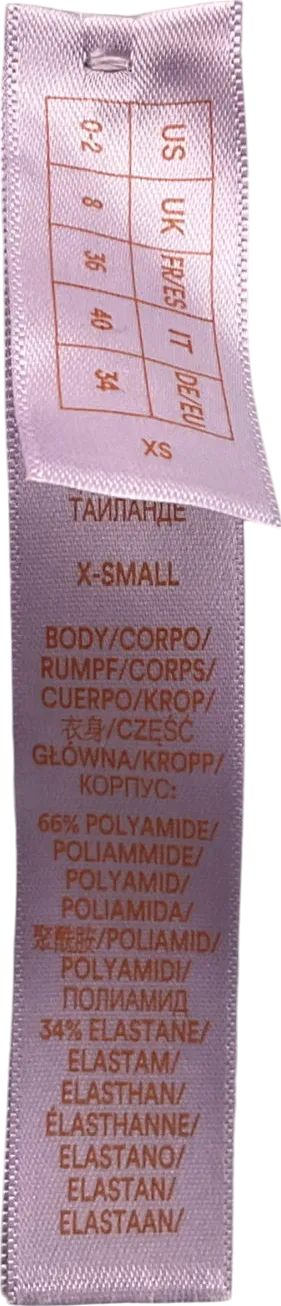 US UK FR/ES IT DE/EU
0-2 8 36 40 34
XS
ТАИЛАНДЕ
X-SMALL
BODY/CORPO/
RUMPF/CORPS/
CUERPO/KROP/
衣身/CZĘŚĆ
GŁÓWNA/KROPP/
КОРПУС:
66% POLYAMIDE/
POLIAMMIDE/
POLYAMID/
POLIAMIDA/
聚酰胺/POLIAMID/
POLYAMIDI/
ПОЛИАМИД
34% ELASTANE/
ELASTAM/
ELASTHAN/
ÉLASTHANNE/
ELASTANO/
ELASTAN/
ELASTAAN/